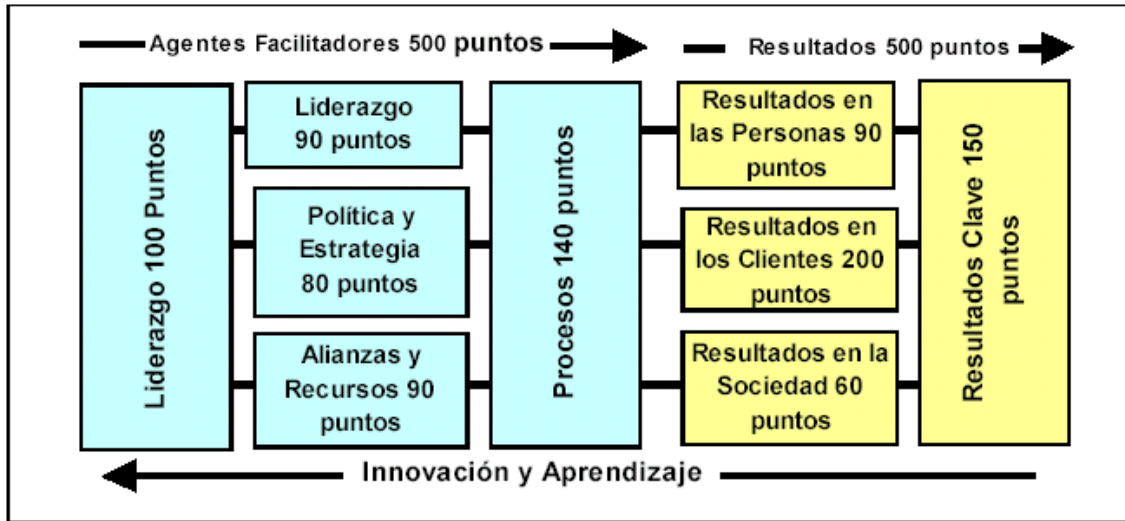 Agentes Facilitadores 500 puntos
Resultados 500 puntos
Liderazgo 100 Puntos
Liderazgo
90 puntos
Política y
Estrategia
80 puntos
Alianzas y
Recursos 90
puntos
Procesos 140 puntos
Resultados en
las Personas 90
puntos
Resultados en
los Clientes 200
puntos
Resultados en la
Sociedad 60
puntos
Resultados Clave 150
puntos
Innovación y Aprendizaje